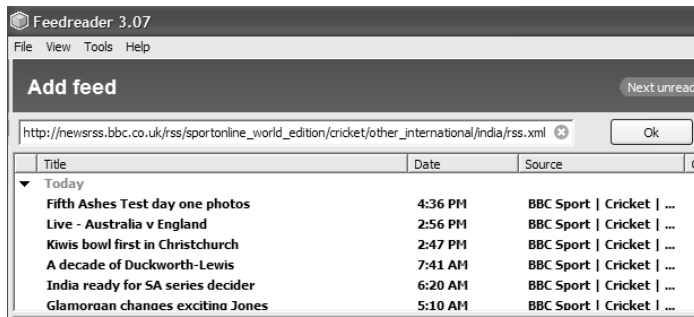 Feedreader 3.07
File View Tools Help
Add feed Next unread
http://newsrss.bbc.co.uk/rss/sportonline_world_edition/cricket/other_international/india/rss.xml Ok
Title Date Source
Today
Fifth Ashes Test day one photos 4:36 PM BBC Sport | Cricket | ...
Live - Australia v England 2:56 PM BBC Sport | Cricket | ...
Kiwis bowl first in Christchurch 2:47 PM BBC Sport | Cricket | ...
A decade of Duckworth-Lewis 7:41 AM BBC Sport | Cricket | ...
India ready for SA series decider 6:20 AM BBC Sport | Cricket | ...
Glamorgan changes exciting Jones 5:10 AM BBC Sport | Cricket | ...